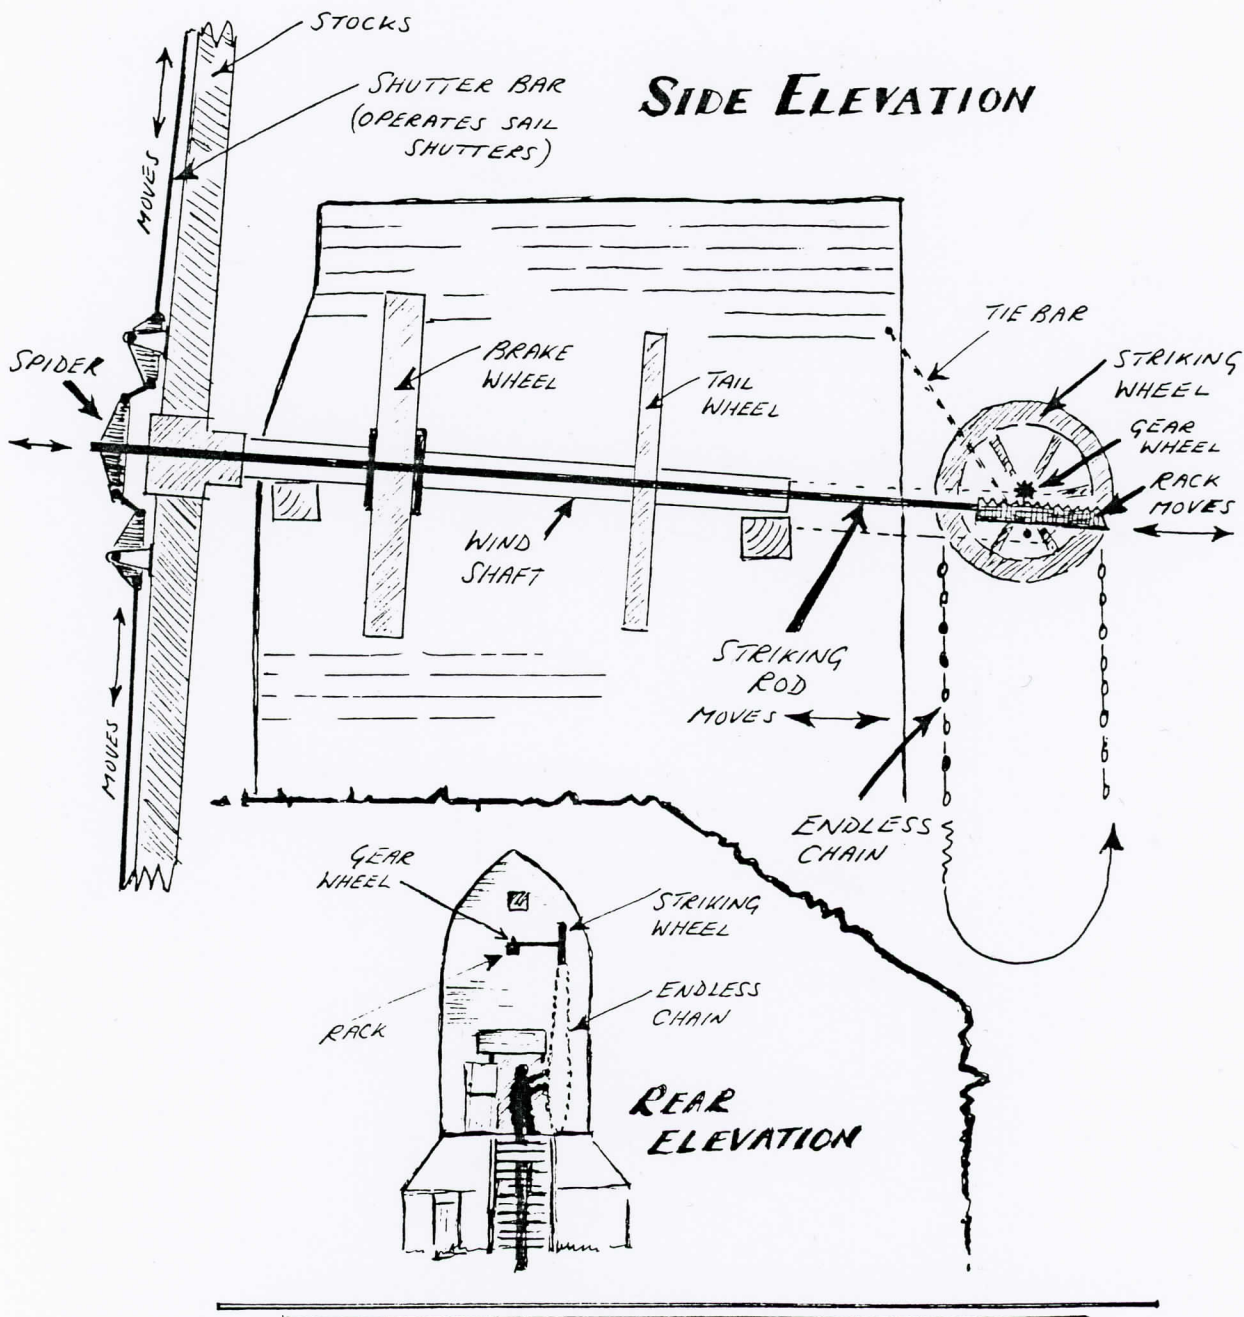 STOCKS
SIDE ELEVATION
SHUTTER BAR
(OPERATES SAIL
SHUTTERS)
MOVES
TIE BAR
SPIDER
BRAKE
WHEEL
TAIL
WHEEL
STRIKING
WHEEL
GEAR
WHEEL
RACK
MOVES
WIND
SHAFT
STRIKING
ROD
MOVES
MOVES
ENDLESS
CHAIN
GEAR
WHEEL
STRIKING
WHEEL
RACK
ENDLESS
CHAIN
REAR
ELEVATION